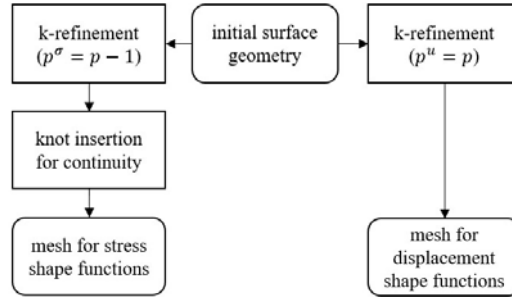 k-refinement
(p^σ = p − 1)
initial surface
geometry
k-refinement
(p^u = p)
knot insertion
for continuity
mesh for stress
shape functions
mesh for
displacement
shape functions